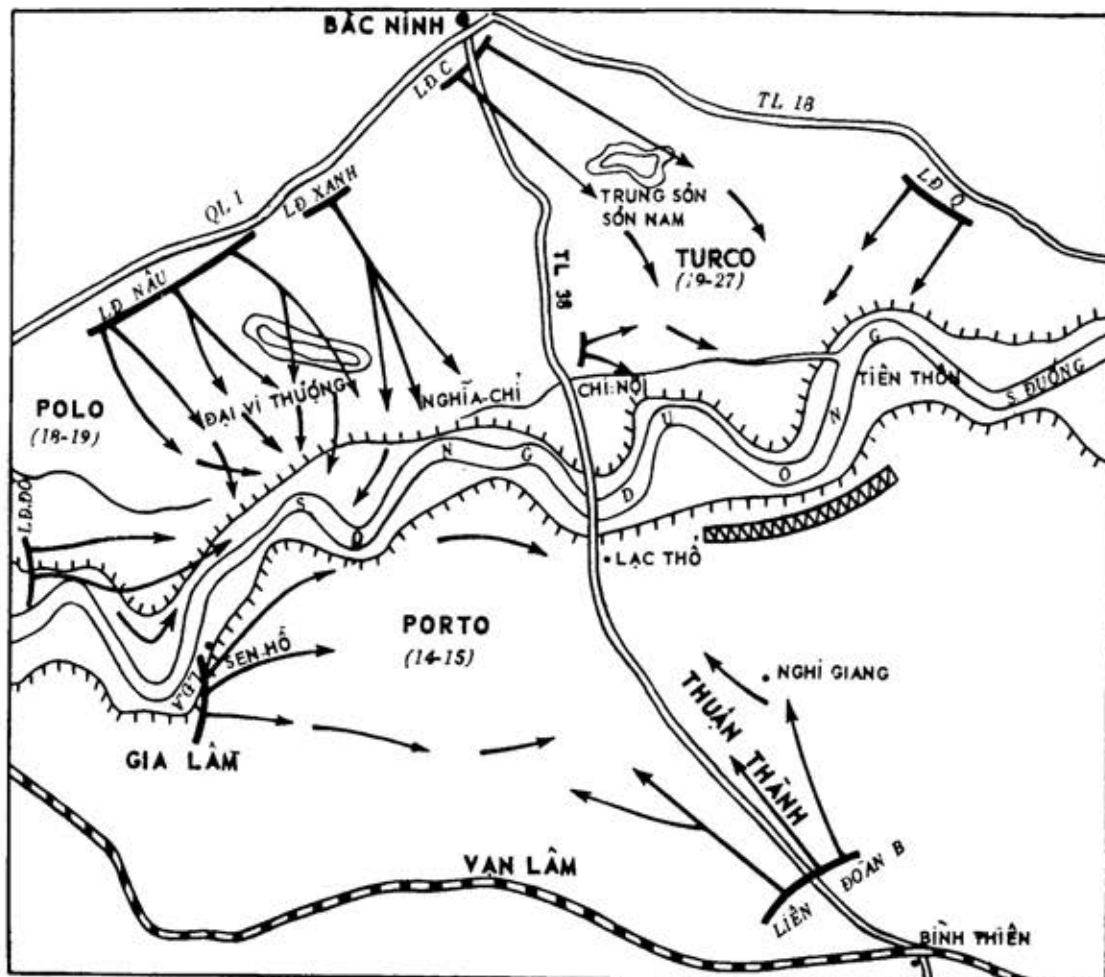 BẮC NINH
LĐ C
TL 18
QL 1
LĐ XANH
LĐ Q
TRUNG SƠN
SƠN NAM
TURCO
TL 38
LĐ NÂU
ĐẠI VI THƯỢNG
NGHĨA-CHỈ
CHI NỘI
TIÊN THÔN
S ĐUỐNG
POLO
(18-19)
LĐ.ĐỎ
S Ô N G Đ U Ố N G
LẠC THỔ
PORTO
(14-15)
SEN-HỒ
LĐ.A
GIA LÂM
NGHI GIANG
THUẬN THÀNH
VẠN LÂM
LIÊN ĐOÀN B
BÌNH THIÊN